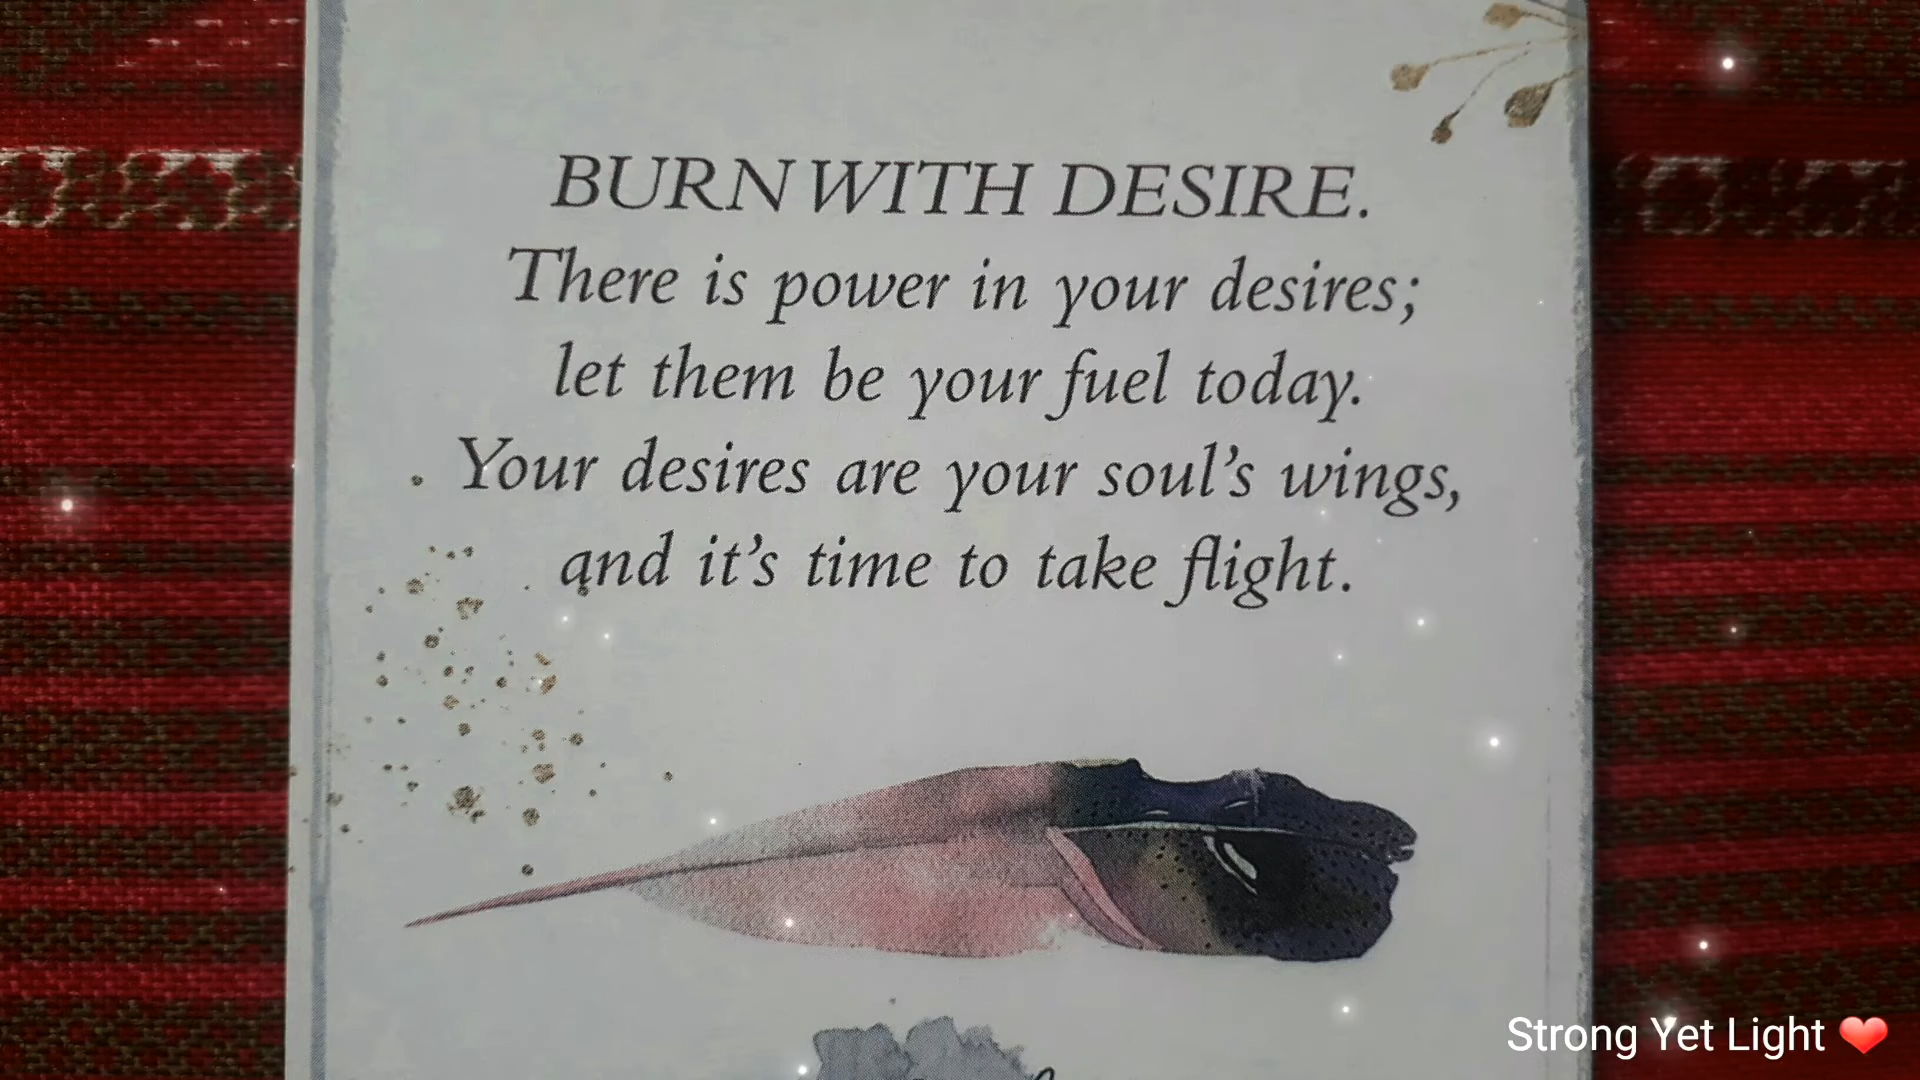 BURN WITH DESIRE.
There is power in your desires;
let them be your fuel today.
Your desires are your soul's wings,
and it's time to take flight.
Strong Yet Light ❤️